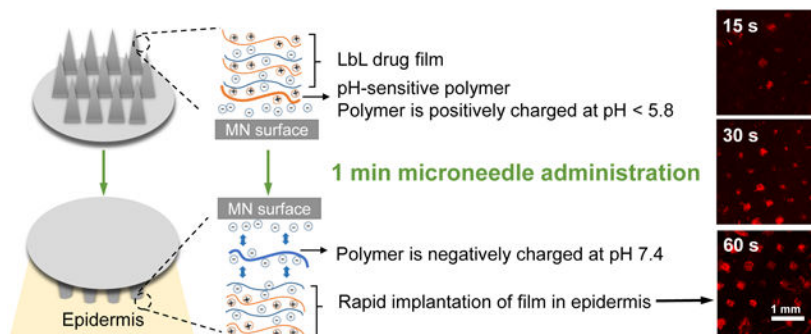 LbL drug film
pH-sensitive polymer
Polymer is positively charged at pH < 5.8
MN surface
15 s
30 s
1 min microneedle administration
MN surface
Polymer is negatively charged at pH 7.4
Rapid implantation of film in epidermis
Epidermis
60 s
1 mm